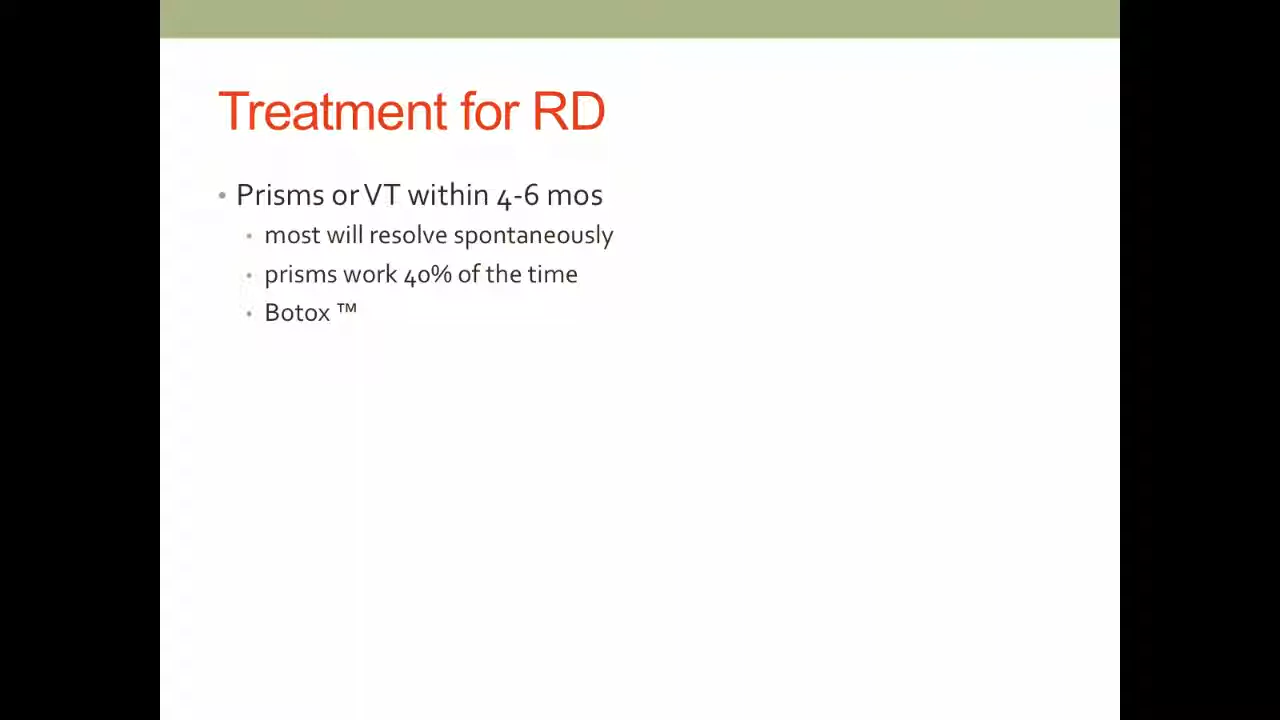 Treatment for RD
• Prisms or VT within 4-6 mos
• most will resolve spontaneously
• prisms work 40% of the time
• Botox ™